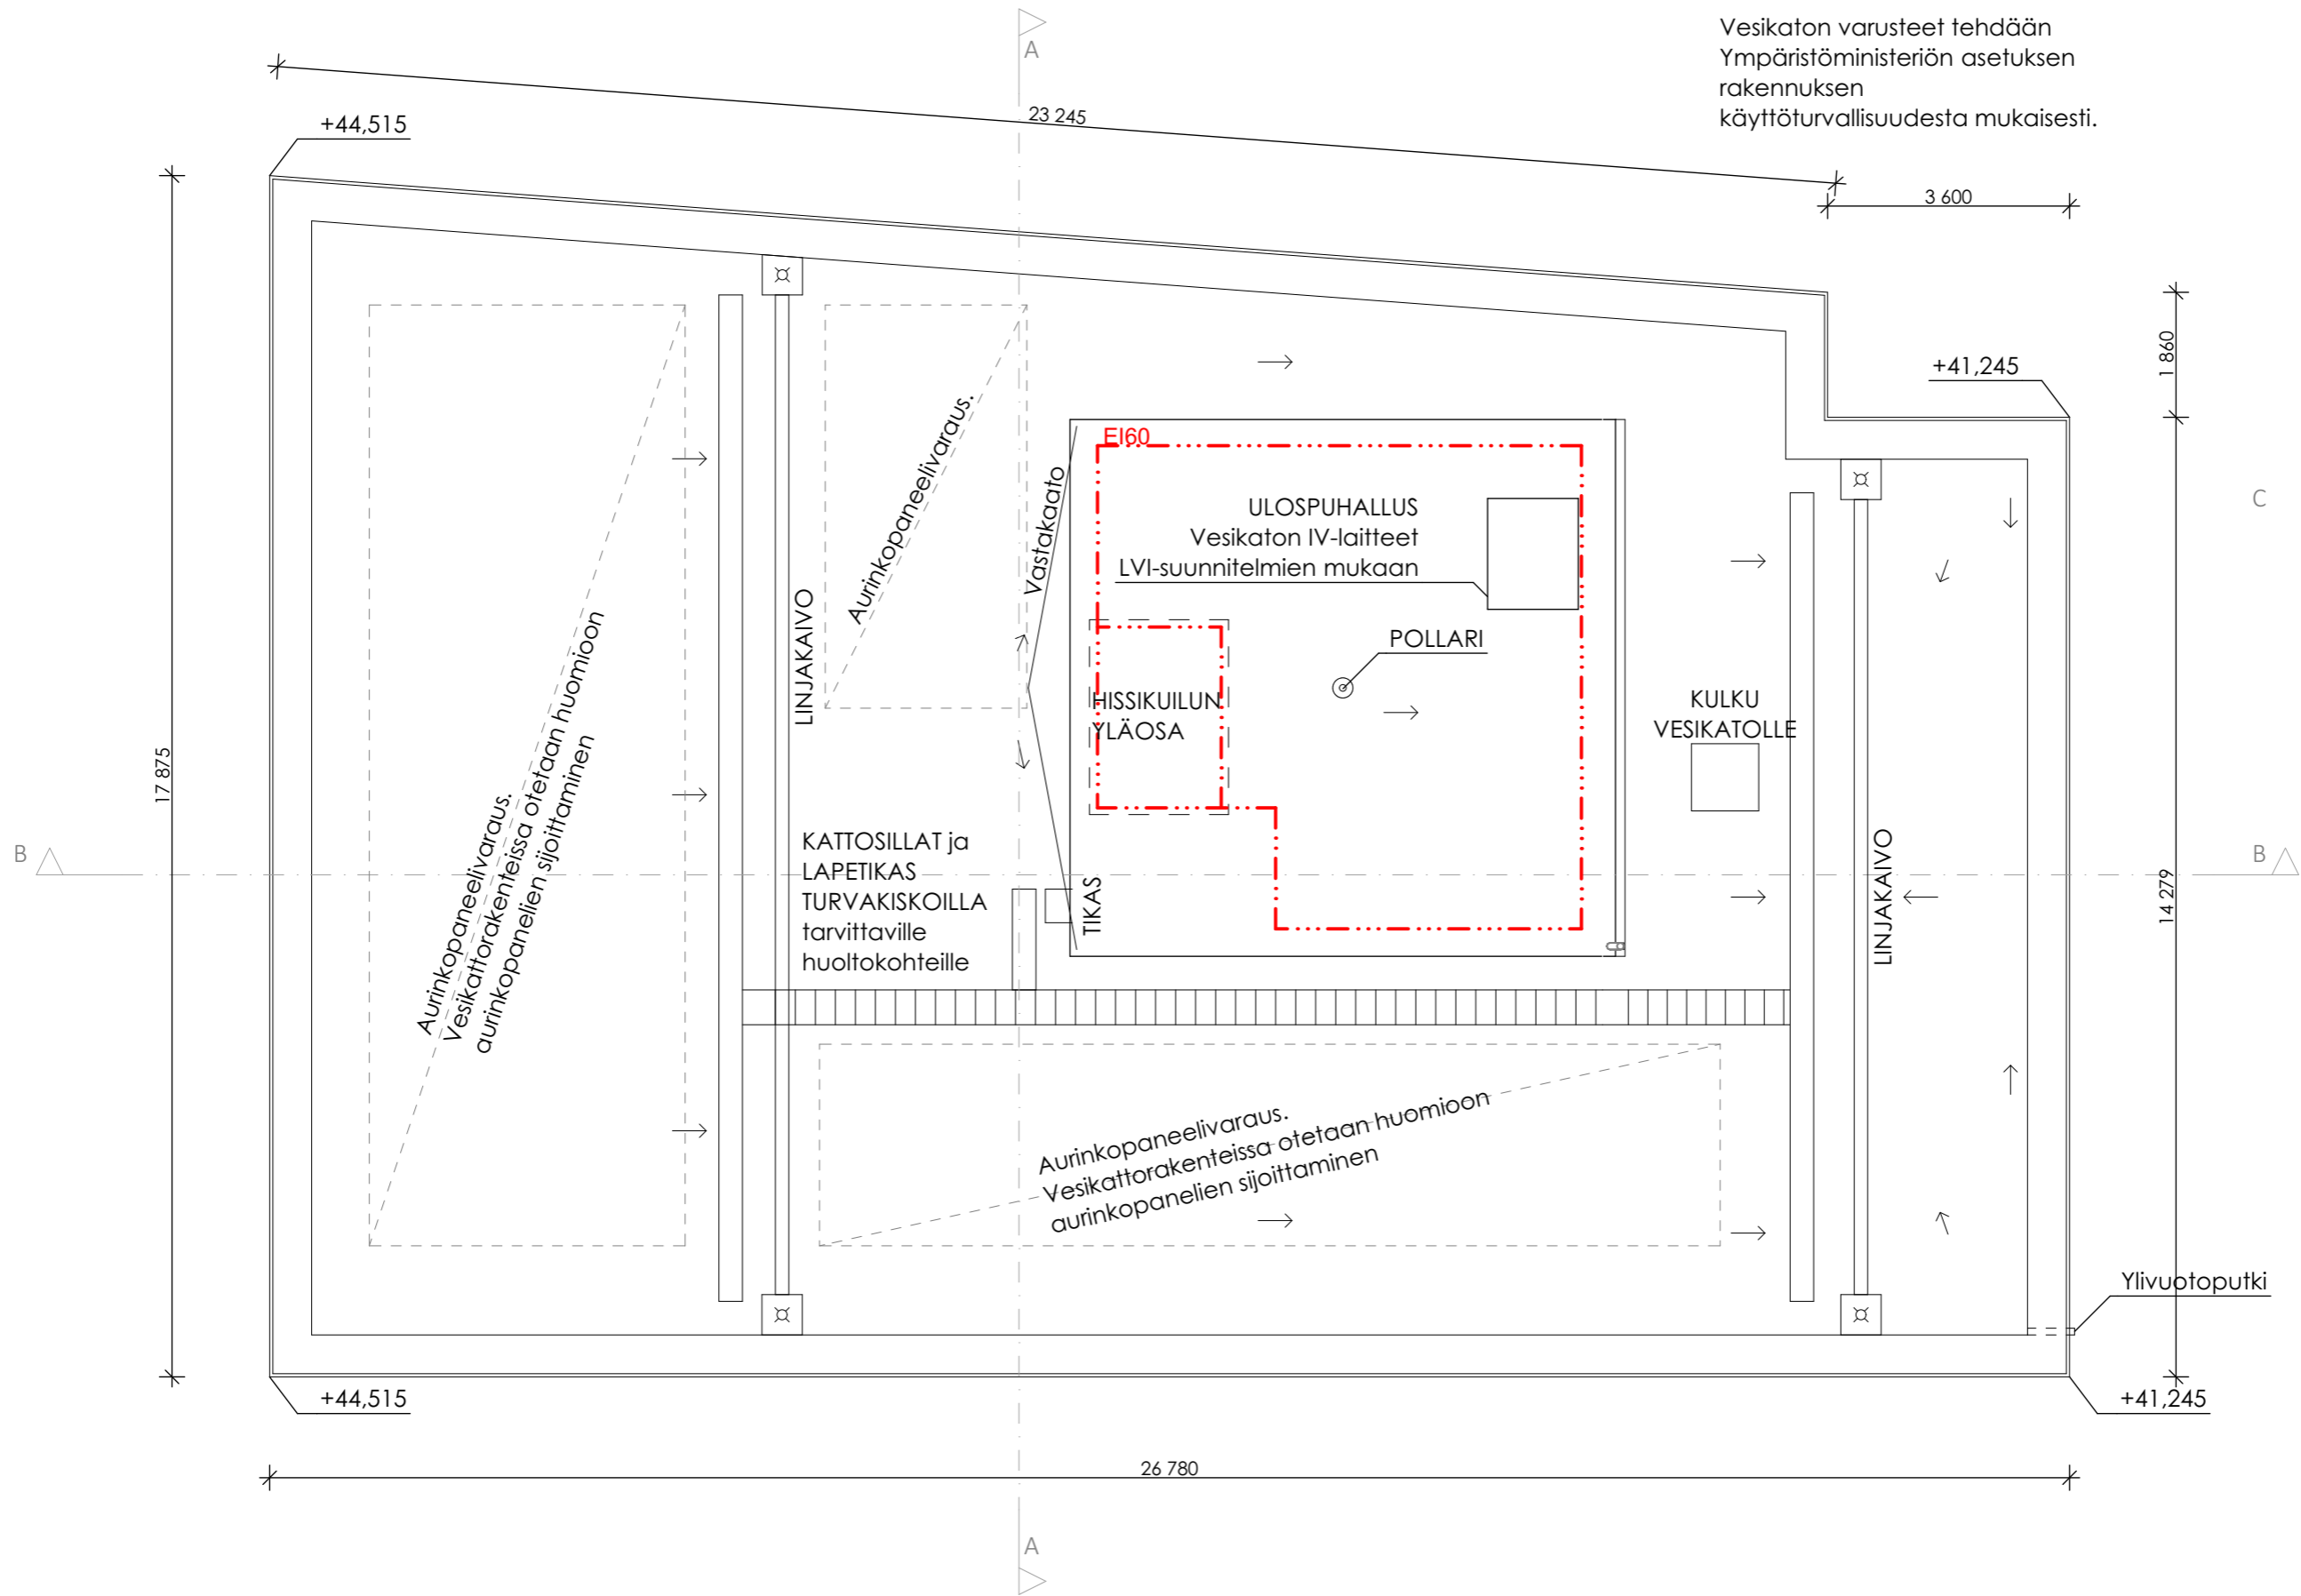 Vesikaton varusteet tehdään
Ympäristöministeriön asetuksen
rakennuksen
käyttöturvallisuudesta mukaisesti.
A
23 245
+44,515
3 600
1 860
+41,245
C
EI60
Vastakaato
Aurinkopaneelivaraus.
ULOSPUHALLUS
Vesikaton IV-laitteet
LVI-suunnitelmien mukaan
POLLARI
LINJAKAIVO
HISSIKUILUN
YLÄOSA
KULKU
VESIKATOLLE
17 875
Aurinkopaneelivaraus.
Vesikattorakenteissa otetaan huomioon
aurinkopanelien sijoittaminen
KATTOSILLAT ja
LAPETIKAS
TURVAKISKOILLA
tarvittaville
huoltokohteille
TIKAS
LINJAKAIVO
B
B
14 279
Aurinkopaneelivaraus.
Vesikattorakenteissa otetaan huomioon
aurinkopanelien sijoittaminen
Ylivuotoputki
+44,515
+41,245
26 780
A